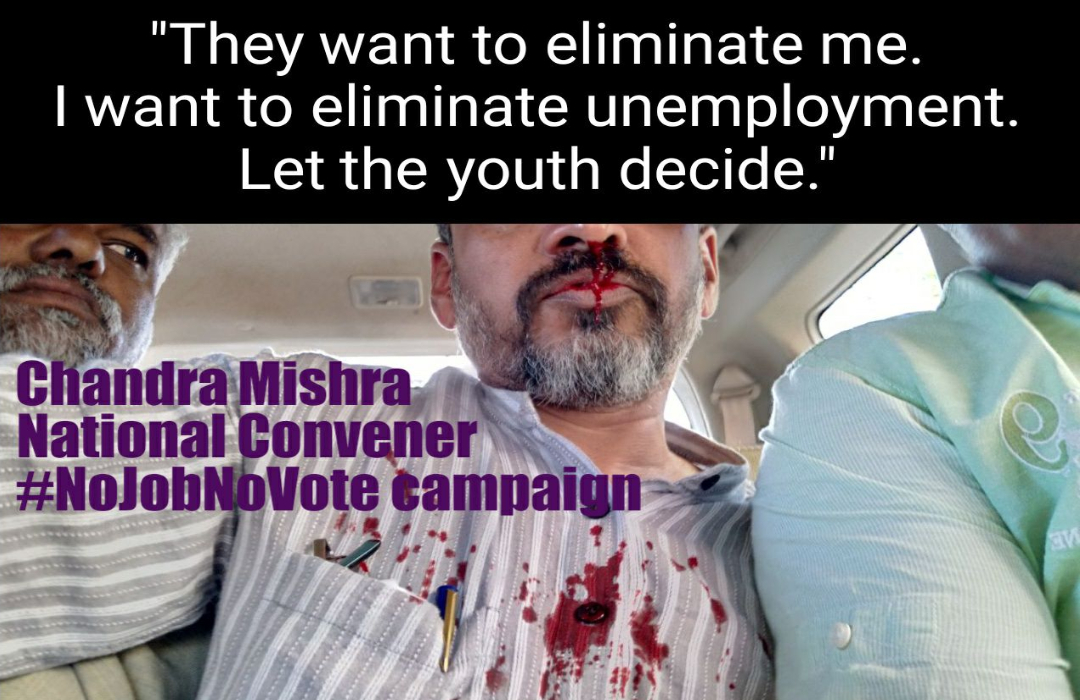 "They want to eliminate me.
I want to eliminate unemployment.
Let the youth decide."
Chandra Mishra
National Convener
#NoJobNoVote campaign